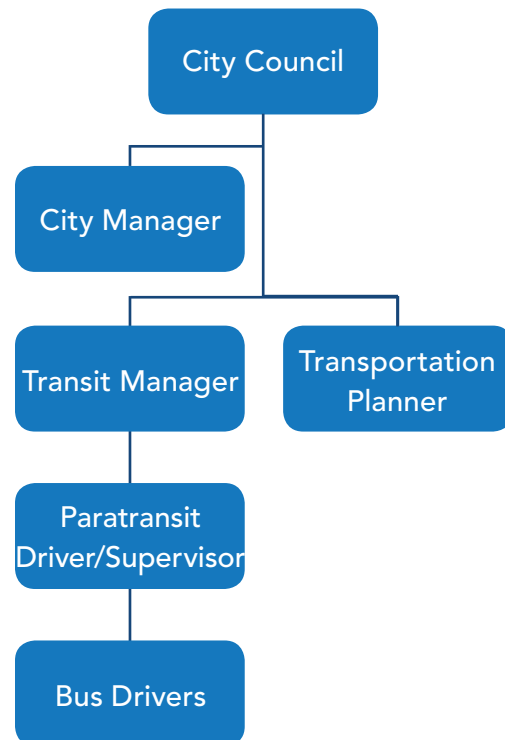 City Council
City Manager
Transit Manager
Transportation
Planner
Paratransit
Driver/Supervisor
Bus Drivers